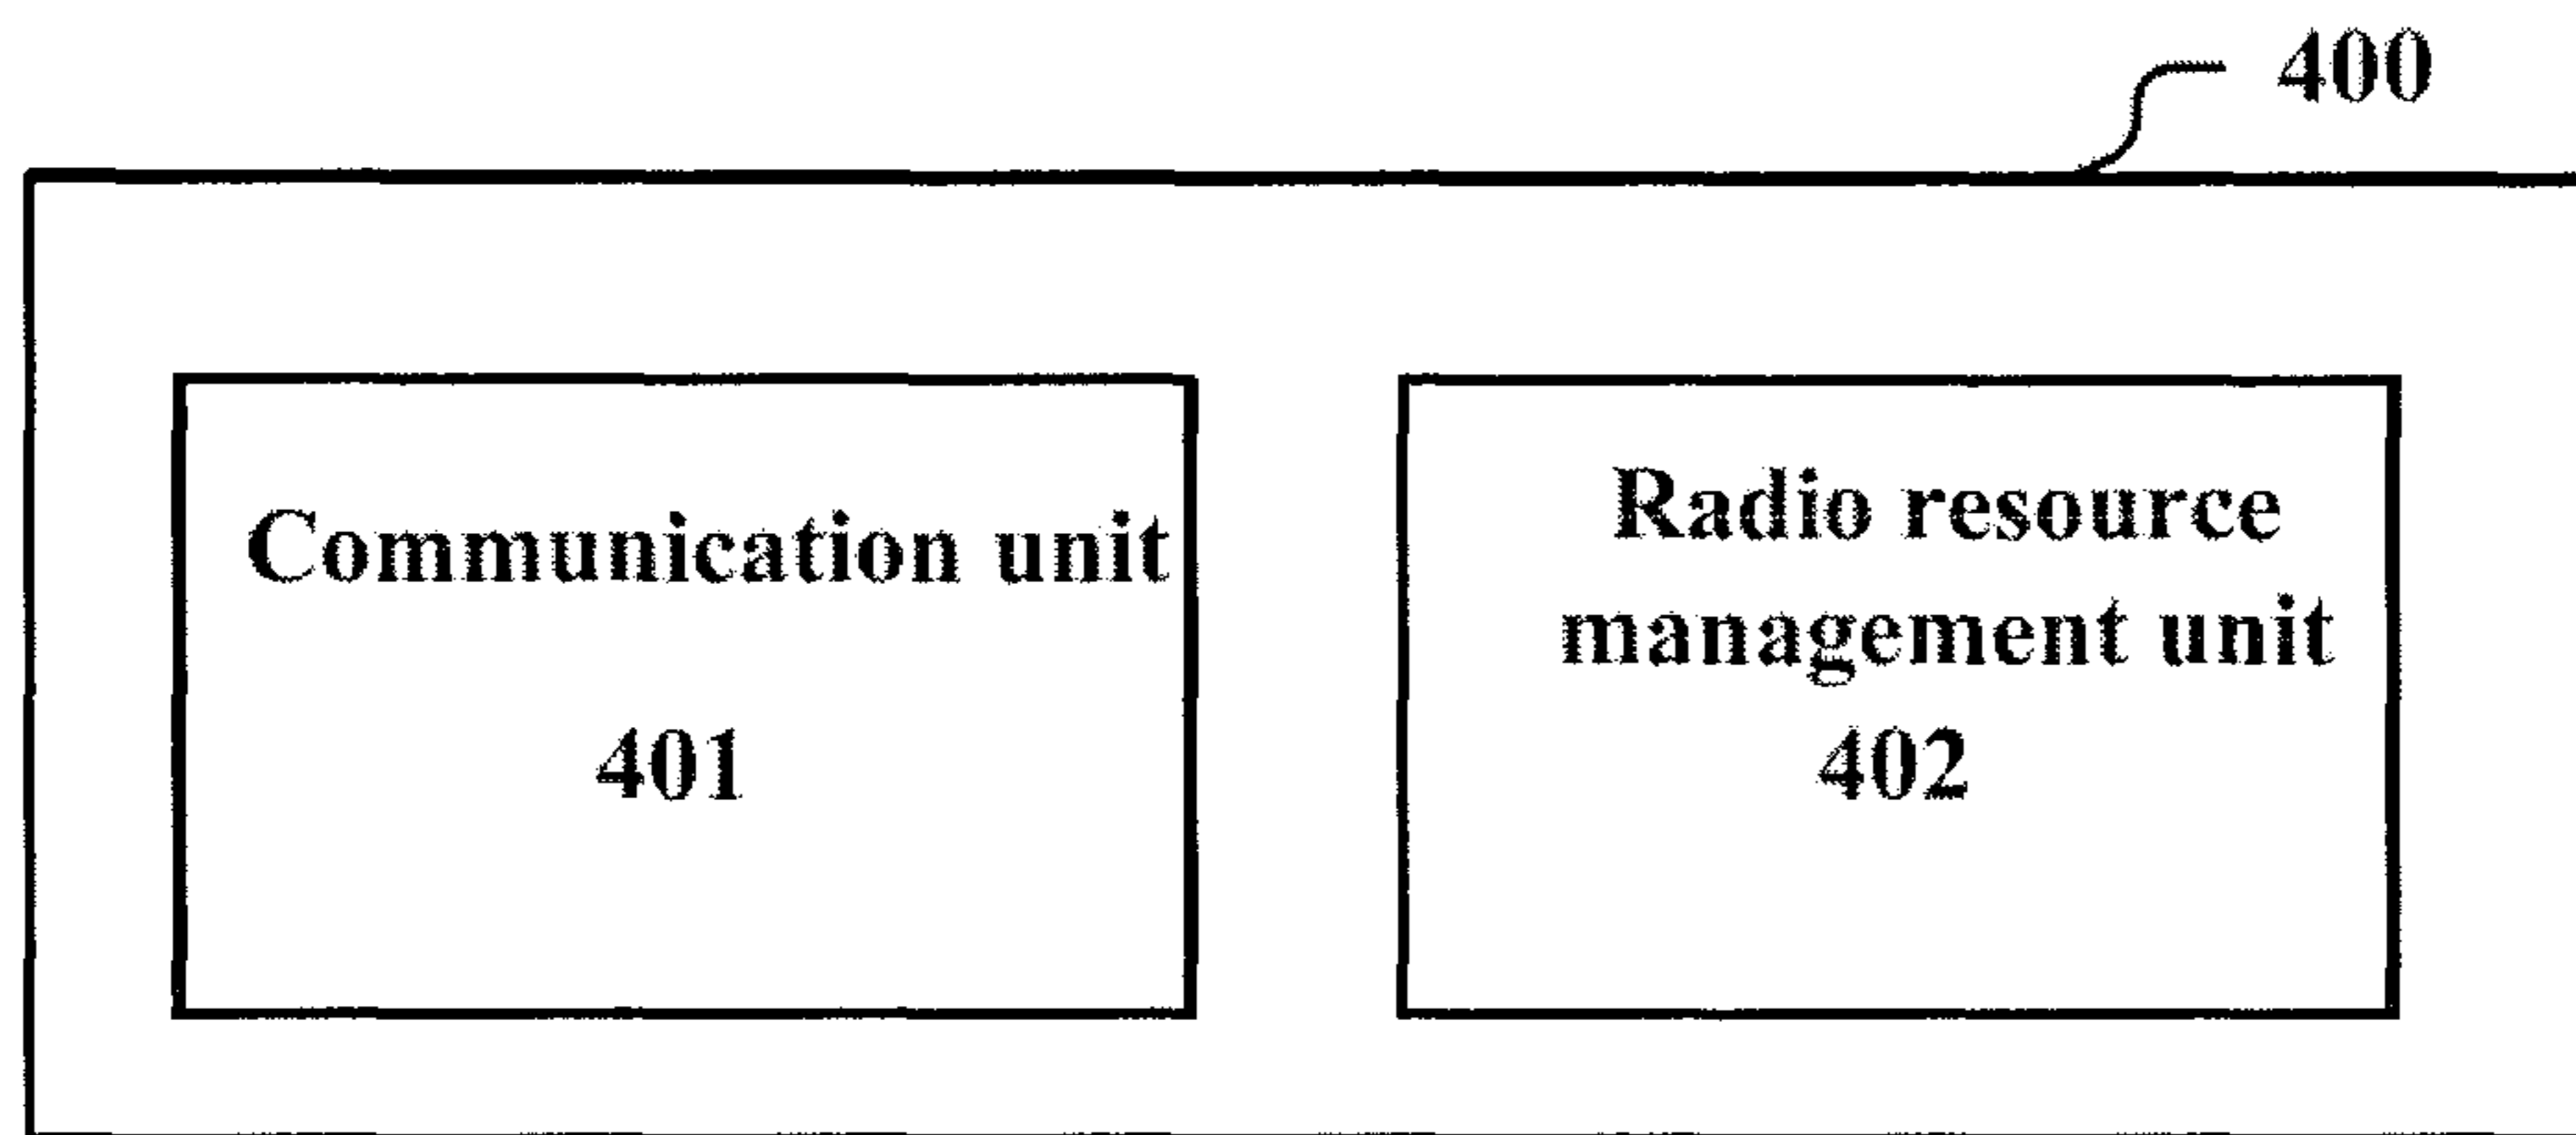 400
Communication unit
401
Radio resource
management unit
402